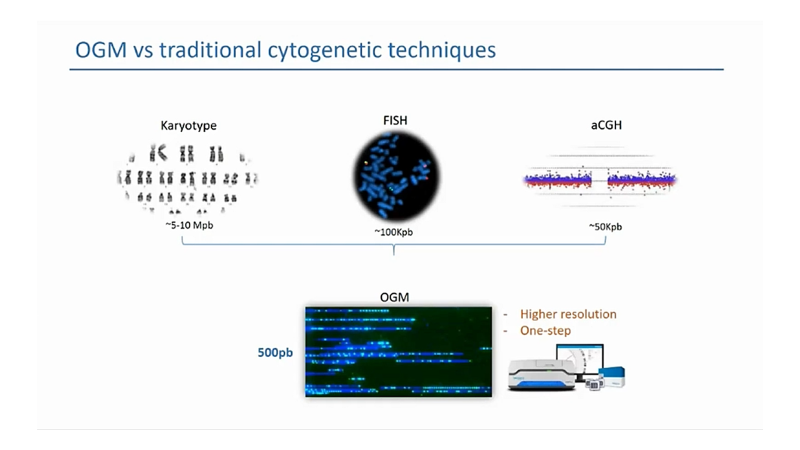 OGM vs traditional cytogenetic techniques
Karyotype
FISH
aCGH
~5-10 Mpb
~100Kpb
~50Kpb
OGM
500pb
- Higher resolution
- One-step